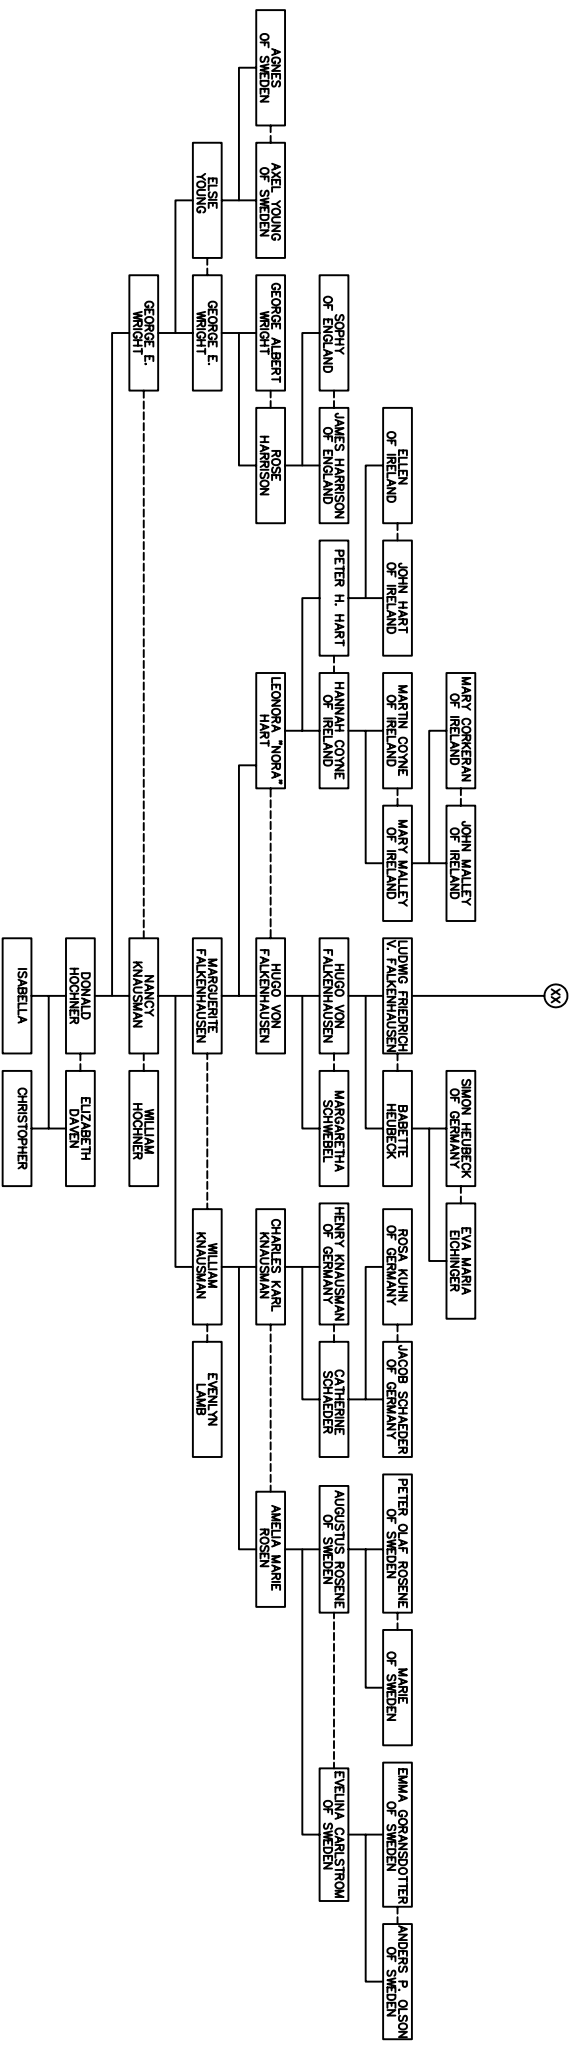 XX
MARY CORKERAN
OF IRELAND
JOHN MALLEY
OF IRELAND
SIMON HEUBECK
OF GERMANY
EVA MARIA
EICHINGER
ELLEN
OF IRELAND
JOHN HART
OF IRELAND
MARTIN COYNE
OF IRELAND
MARY MALLEY
OF IRELAND
LUDWIG FRIEDRICH
V. FALKENHAUSEN
BABETTE
HEUBECK
ROSA KUHN
OF GERMANY
JACOB SCHAEDER
OF GERMANY
PETER OLAF ROSENE
OF SWEDEN
MARIE
OF SWEDEN
EMMA GORANSDOTTER
OF SWEDEN
ANDERS P. OLSON
OF SWEDEN
SOPHY
OF ENGLAND
JAMES HARRISON
OF ENGLAND
PETER H. HART
HANNAH COYNE
OF IRELAND
HUGO VON
FALKENHAUSEN
MARGARETHA
SCHWEBEL
HENRY KNAUSMAN
OF GERMANY
CATHERINE
SCHAEDER
AUGUSTUS ROSENE
OF SWEDEN
EVELINA CARLSTROM
OF SWEDEN
AGNES
OF SWEDEN
AXEL YOUNG
OF SWEDEN
GEORGE ALBERT
WRIGHT
ROSE
HARRISON
LEONORA "NORA"
HART
HUGO VON
FALKENHAUSEN
CHARLES KARL
KNAUSMAN
AMELIA MARIE
ROSEN
ELSIE
YOUNG
GEORGE E.
WRIGHT
MARGUERITE
FALKENHAUSEN
WILLIAM
KNAUSMAN
EVENLYN
LAMB
GEORGE E.
WRIGHT
NANCY
KNAUSMAN
WILLIAM
HOCHNER
DONALD
HOCHNER
ELIZABETH
DAVEN
ISABELLA
CHRISTOPHER